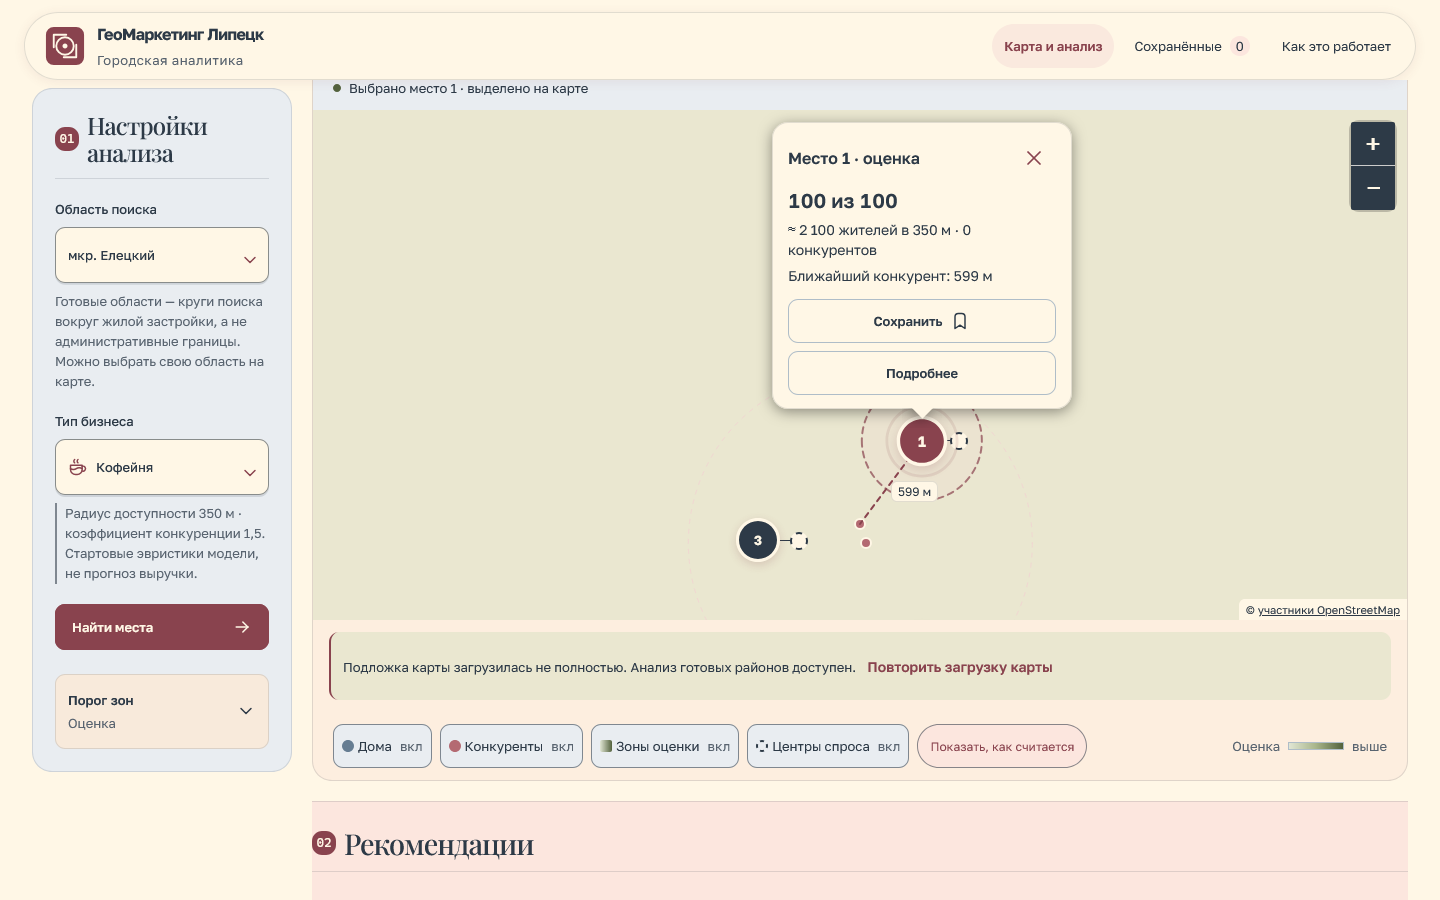 ГеоМаркетинг Липецк
Городская аналитика
Карта и анализ
Сохранённые 0
Как это работает
01 Настройки
анализа
Область поиска
мкр. Елецкий
Готовые области — круги поиска
вокруг жилой застройки, а не
административные границы.
Можно выбрать свою область на
карте.
Тип бизнеса
Кофейня
Радиус доступности 350 м ·
коэффициент конкуренции 1,5.
Стартовые эвристики модели,
не прогноз выручки.
Найти места
Порог зон
Оценка
Выбрано место 1 · выделено на карте
Место 1 · оценка
100 из 100
≈ 2 100 жителей в 350 м · 0
конкурентов
Ближайший конкурент: 599 м
Сохранить
Подробнее
+
−
1
599 м
3
© участники OpenStreetMap
Подложка карты загрузилась не полностью. Анализ готовых районов доступен. Повторить загрузку карты
Дома вкл
Конкуренты вкл
Зоны оценки вкл
Центры спроса вкл
Показать, как считается
Оценка выше
02 Рекомендации